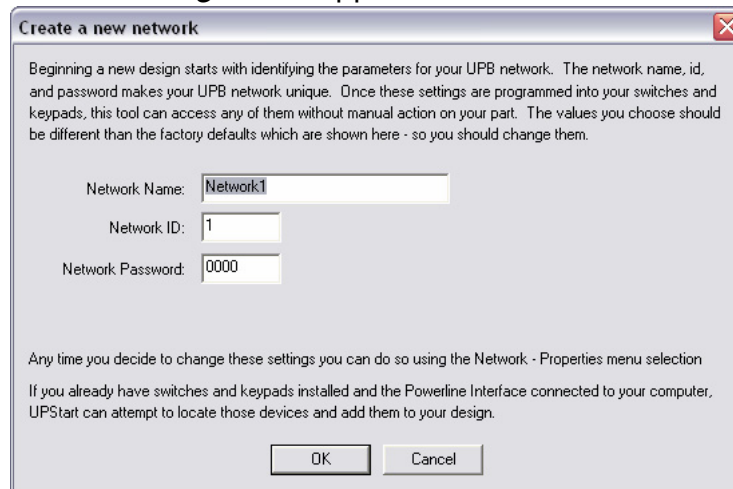 Create a new network
Beginning a new design starts with identifying the parameters for your UPB network. The network name, id,
and password makes your UPB network unique. Once these settings are programmed into your switches and
keypads, this tool can access any of them without manual action on your part. The values you choose should
be different than the factory defaults which are shown here - so you should change them.
Network Name: Network1
Network ID: 1
Network Password: 0000
Any time you decide to change these settings you can do so using the Network - Properties menu selection
If you already have switches and keypads installed and the Powerline Interface connected to your computer,
UPStart can attempt to locate those devices and add them to your design.
OK Cancel